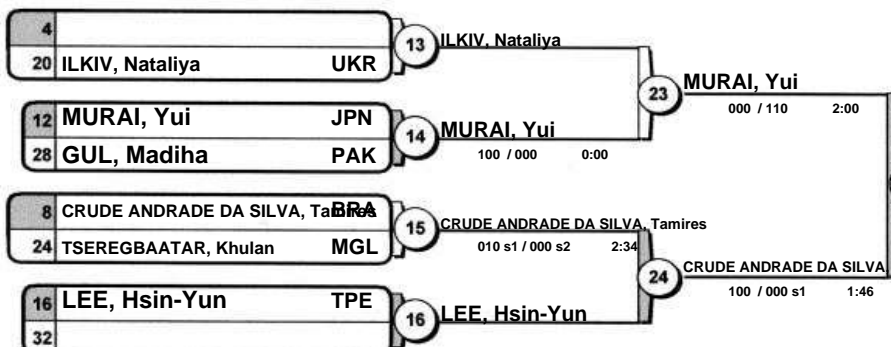 4
20 ILKIV, Nataliya UKR
13 ILKIV, Nataliya
12 MURAI, Yui JPN
28 GUL, Madiha PAK
14 MURAI, Yui
100 / 000 0:00
23 MURAI, Yui
000 / 110 2:00
8 CRUDE ANDRADE DA SILVA, Tamires BRA
24 TSEREGBAATAR, Khulan MGL
15 CRUDE ANDRADE DA SILVA, Tamires
010 s1 / 000 s2 2:34
16 LEE, Hsin-Yun TPE
32
16 LEE, Hsin-Yun
24 CRUDE ANDRADE DA SILVA
100 / 000 s1 1:46